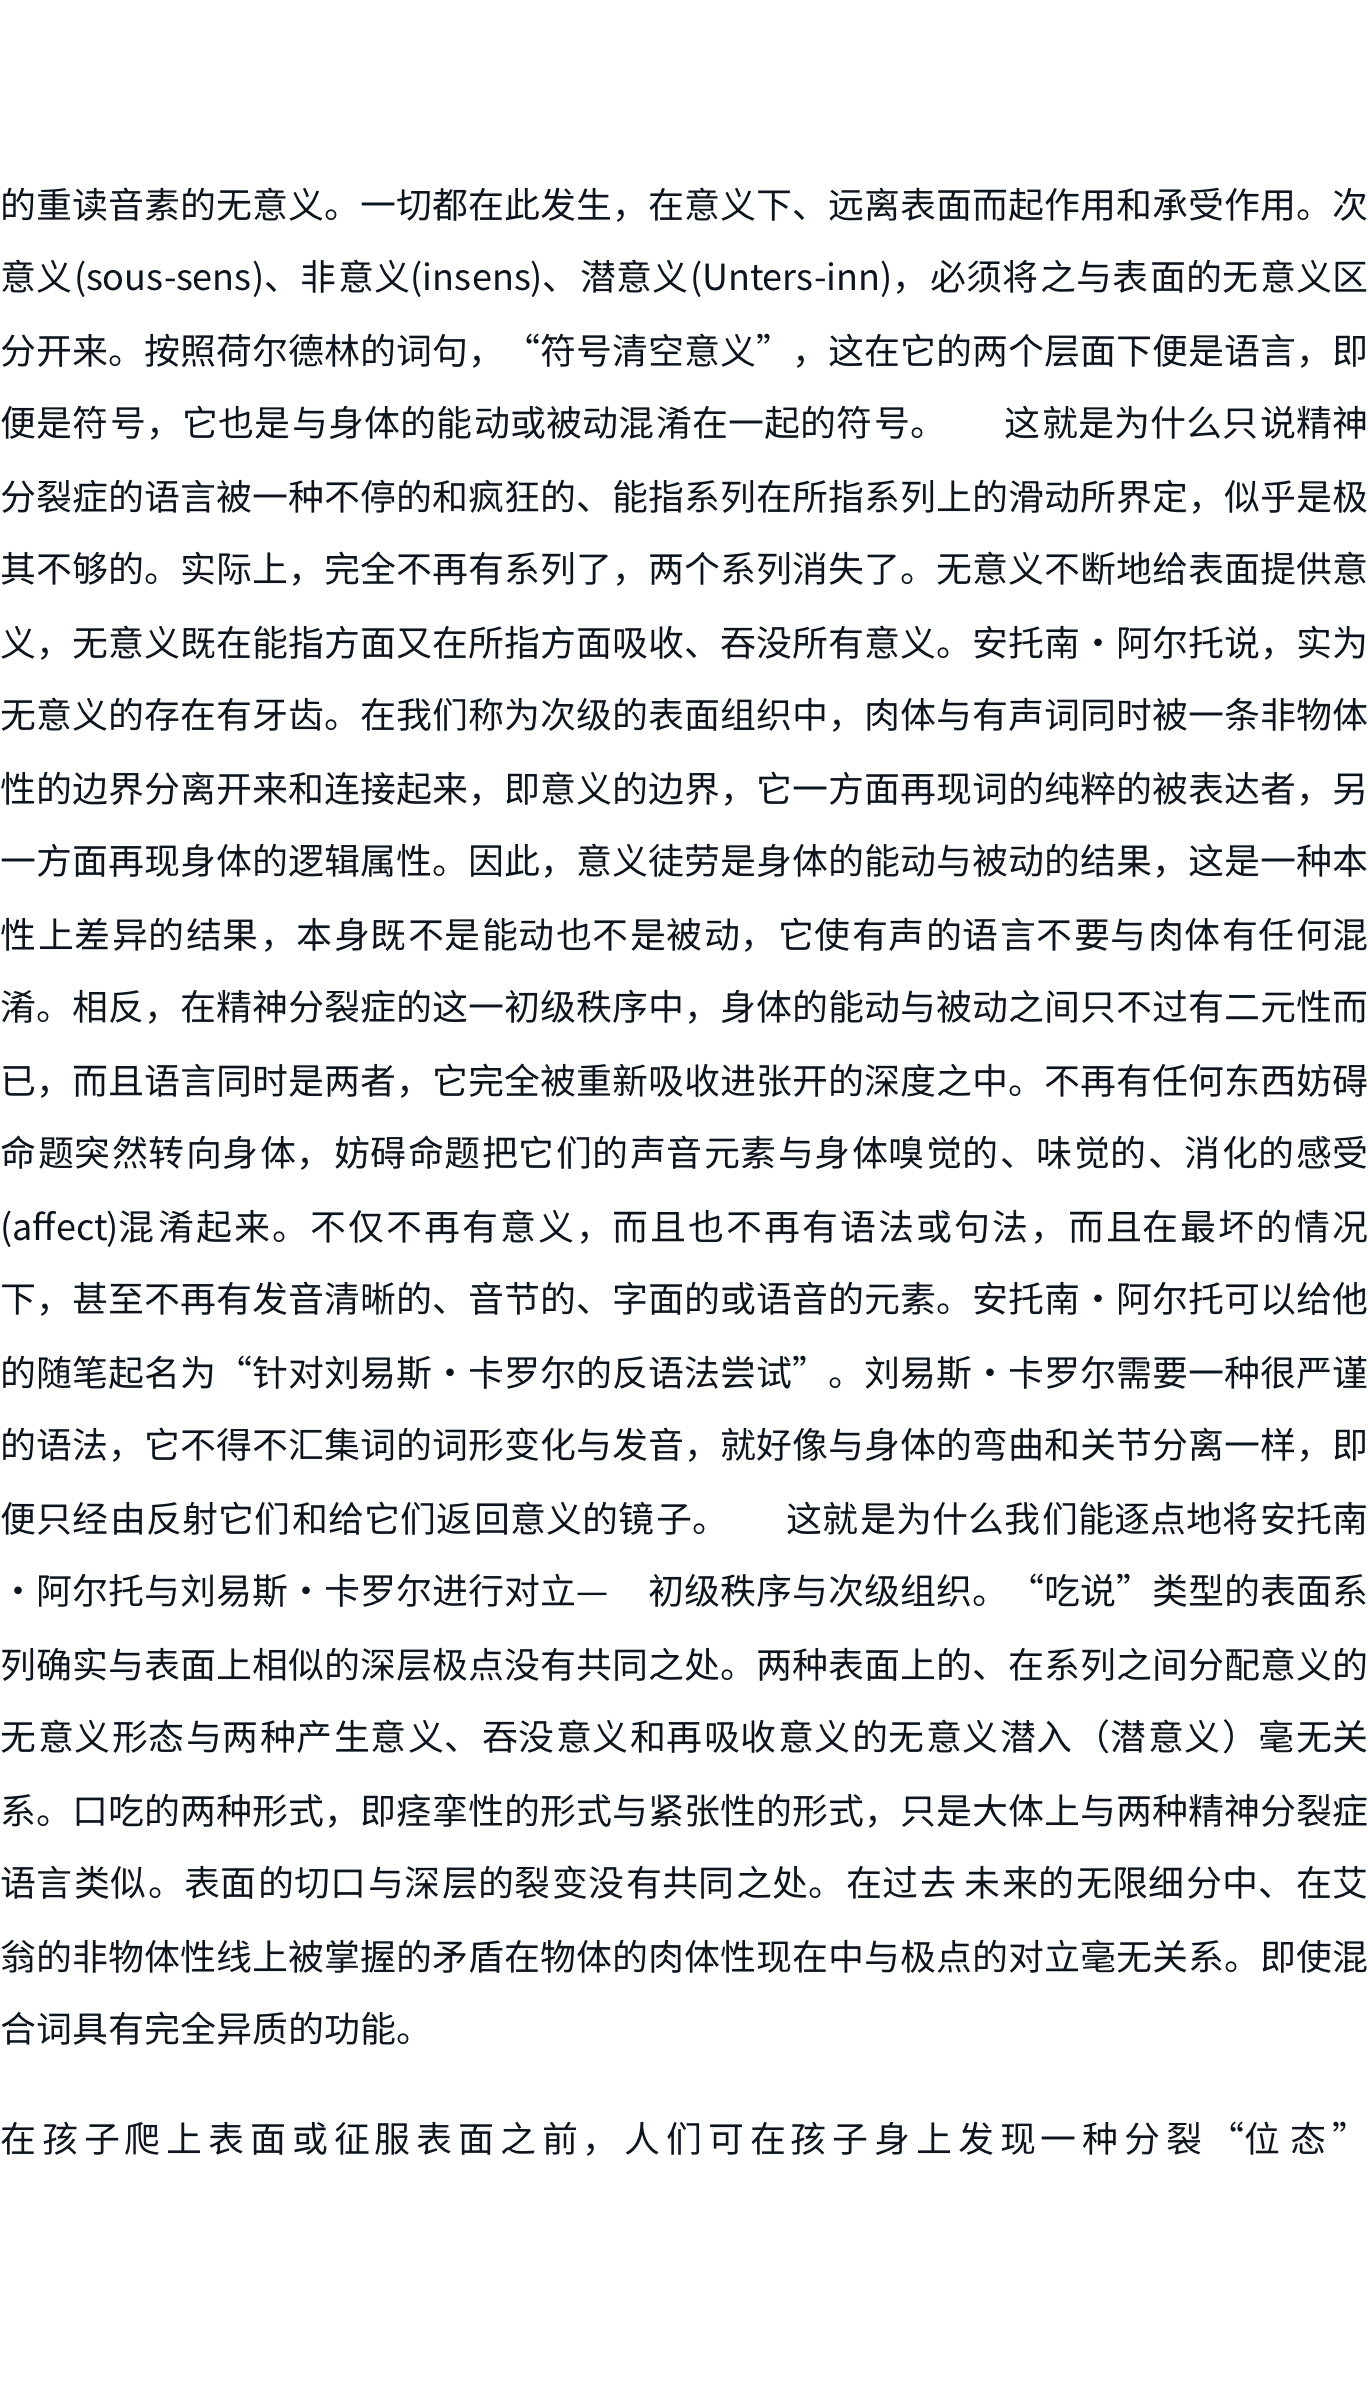 的重读音素的无意义。一切都在此发生，在意义下、远离表面而起作用和承受作用。次
意义(sous-sens)、非意义(insens)、潜意义(Unters-inn)，必须将之与表面的无意义区
分开来。按照荷尔德林的词句，“符号清空意义”，这在它的两个层面下便是语言，即
便是符号，它也是与身体的能动或被动混淆在一起的符号。　　这就是为什么只说精神
分裂症的语言被一种不停的和疯狂的、能指系列在所指系列上的滑动所界定，似乎是极
其不够的。实际上，完全不再有系列了，两个系列消失了。无意义不断地给表面提供意
义，无意义既在能指方面又在所指方面吸收、吞没所有意义。安托南・阿尔托说，实为
无意义的存在有牙齿。在我们称为次级的表面组织中，肉体与有声词同时被一条非物体
性的边界分离开来和连接起来，即意义的边界，它一方面再现词的纯粹的被表达者，另
一方面再现身体的逻辑属性。因此，意义徒劳是身体的能动与被动的结果，这是一种本
性上差异的结果，本身既不是能动也不是被动，它使有声的语言不要与肉体有任何混
淆。相反，在精神分裂症的这一初级秩序中，身体的能动与被动之间只不过有二元性而
已，而且语言同时是两者，它完全被重新吸收进张开的深度之中。不再有任何东西妨碍
命题突然转向身体，妨碍命题把它们的声音元素与身体嗅觉的、味觉的、消化的感受
(affect)混淆起来。不仅不再有意义，而且也不再有语法或句法，而且在最坏的情况
下，甚至不再有发音清晰的、音节的、字面的或语音的元素。安托南・阿尔托可以给他
的随笔起名为“针对刘易斯・卡罗尔的反语法尝试”。刘易斯・卡罗尔需要一种很严谨
的语法，它不得不汇集词的词形变化与发音，就好像与身体的弯曲和关节分离一样，即
便只经由反射它们和给它们返回意义的镜子。　　这就是为什么我们能逐点地将安托南
・阿尔托与刘易斯・卡罗尔进行对立—　初级秩序与次级组织。“吃说”类型的表面系
列确实与表面上相似的深层极点没有共同之处。两种表面上的、在系列之间分配意义的
无意义形态与两种产生意义、吞没意义和再吸收意义的无意义潜入（潜意义）毫无关
系。口吃的两种形式，即痉挛性的形式与紧张性的形式，只是大体上与两种精神分裂症
语言类似。表面的切口与深层的裂变没有共同之处。在过去 未来的无限细分中、在艾
翁的非物体性线上被掌握的矛盾在物体的肉体性现在中与极点的对立毫无关系。即使混
合词具有完全异质的功能。
在孩子爬上表面或征服表面之前，人们可在孩子身上发现一种分裂“位态”